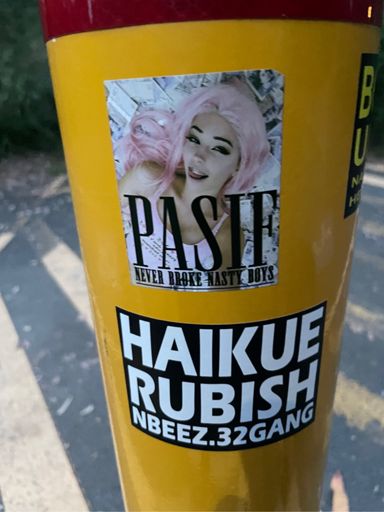 PASIF
NEVER BROKE NASTY BOYS
HAIKUE
RUBISH
NBEEZ.32GANG